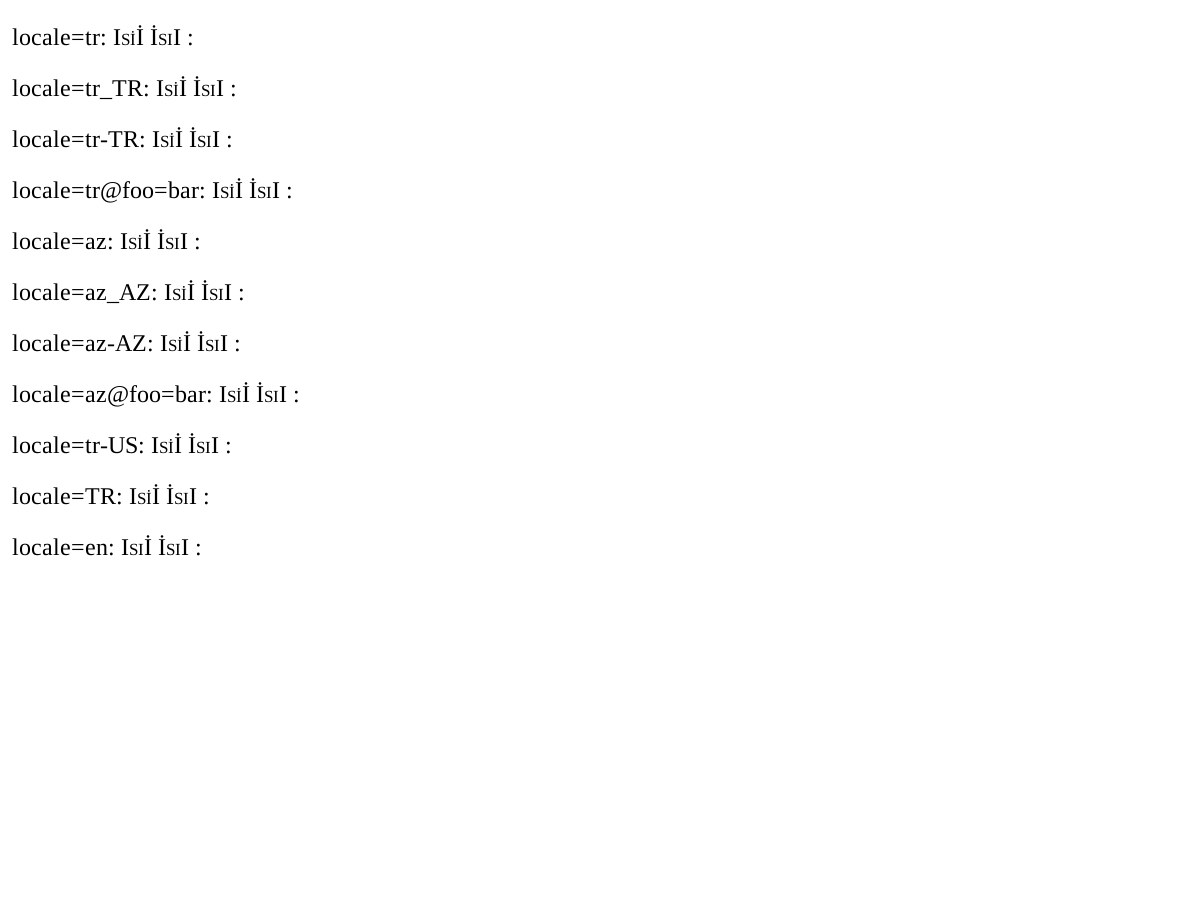 locale=tr: Isiİ İsıI :
locale=tr_TR: Isiİ İsıI :
locale=tr-TR: Isiİ İsıI :
locale=tr@foo=bar: Isiİ İsıI :
locale=az: Isiİ İsıI :
locale=az_AZ: Isiİ İsıI :
locale=az-AZ: Isiİ İsıI :
locale=az@foo=bar: Isiİ İsıI :
locale=tr-US: Isiİ İsıI :
locale=TR: Isiİ İsıI :
locale=en: Isiİ İsıI :